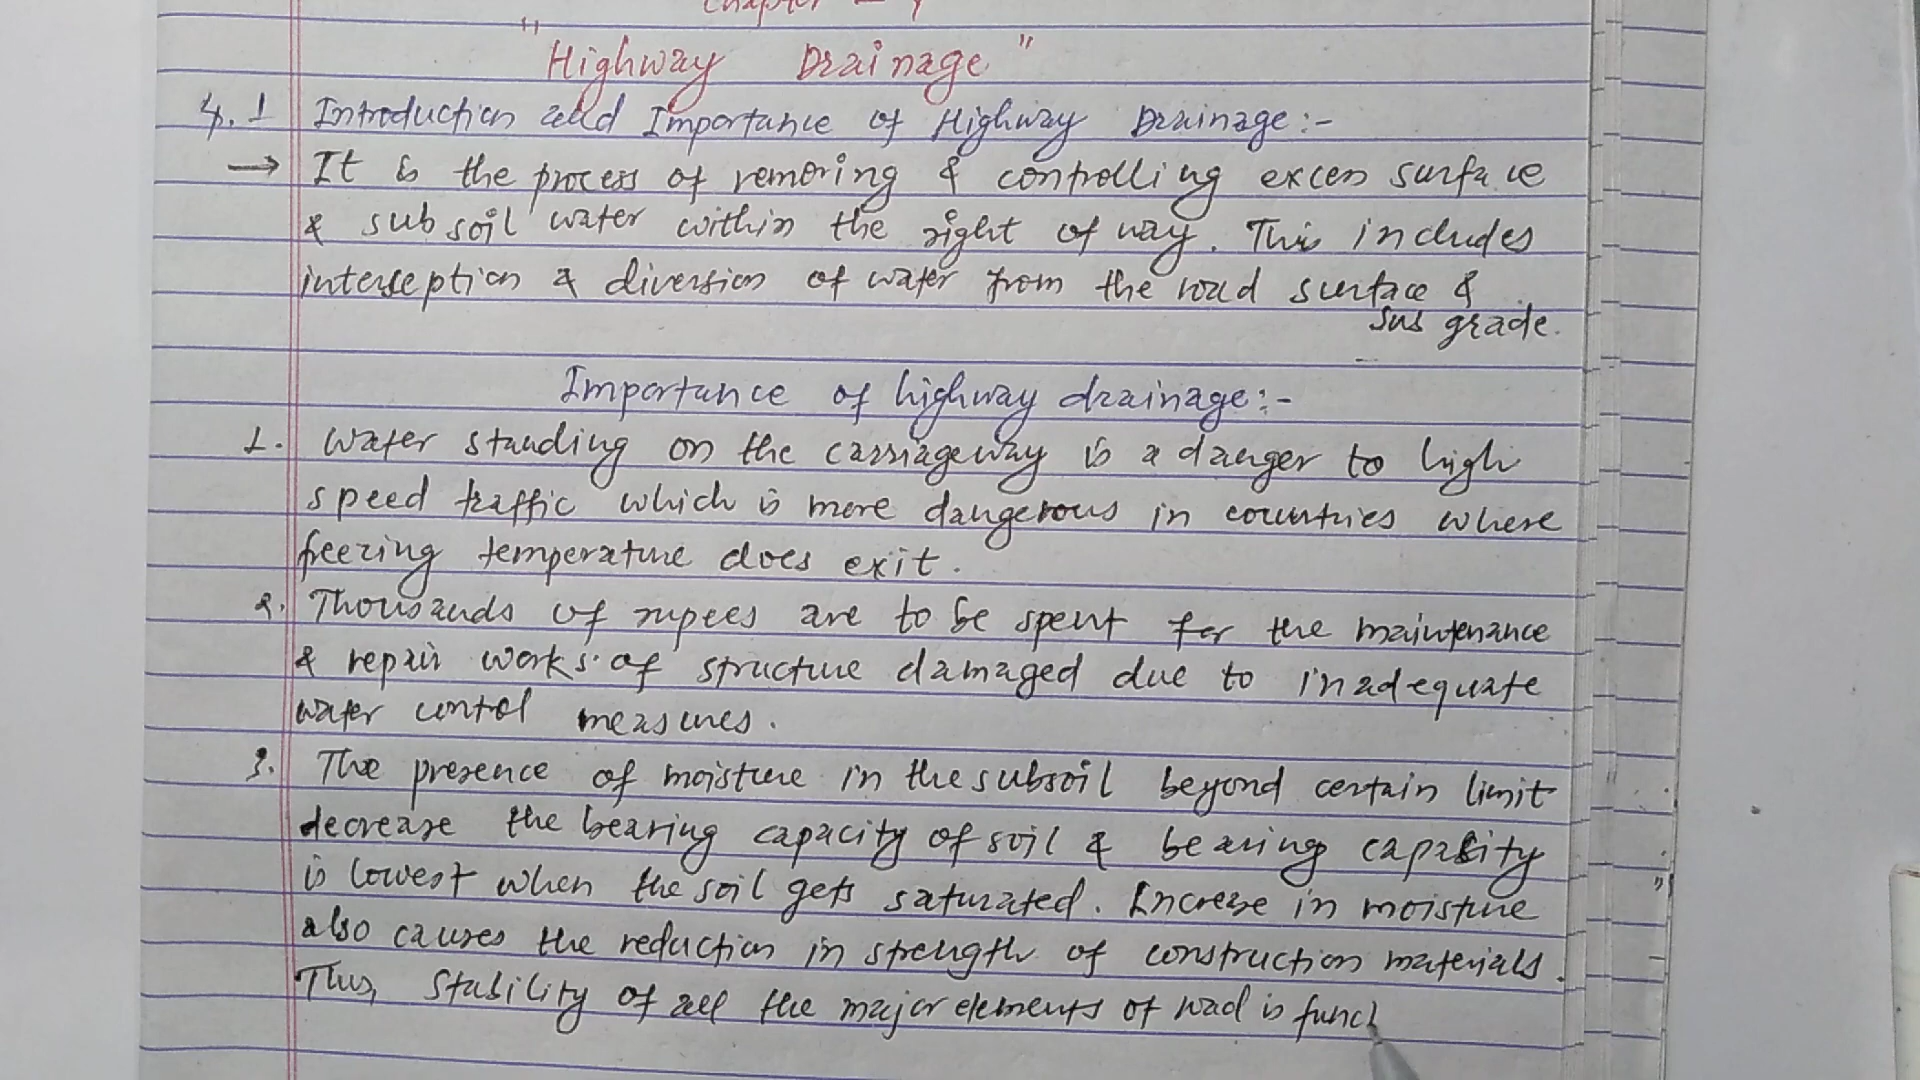 Chapter - 4
"Highway Drainage"
4.1 Introduction and Importance of Highway Drainage:-
→ It is the process of removing & controlling excess surface
& sub soil water within the right of way. This includes
interseption & diversion of water from the road surface &
sub grade.
Importance of highway drainage:-
1. Water standing on the carriageway is a danger to high
speed traffic which is more dangerous in countries where
freezing temperature does exit.
2. Thousands of rupees are to be spent for the maintenance
& repair works of structure damaged due to inadequate
water control measures.
3. The presence of moisture in the subsoil beyond certain limit
decrease the bearing capacity of soil & bearing capacity
is lowest when the soil gets saturated. Increase in moisture
also causes the reduction in strength of construction materials.
Thus, Stability of all the major elements of road is funct